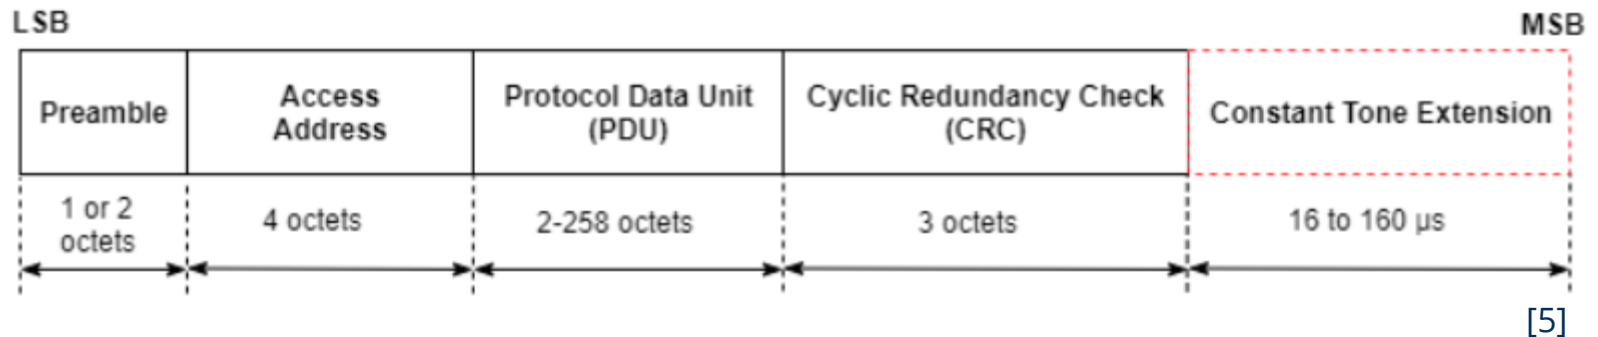 LSB
MSB
Preamble
Access
Address
Protocol Data Unit
(PDU)
Cyclic Redundancy Check
(CRC)
Constant Tone Extension
1 or 2
octets
4 octets
2-258 octets
3 octets
16 to 160 µs
[5]